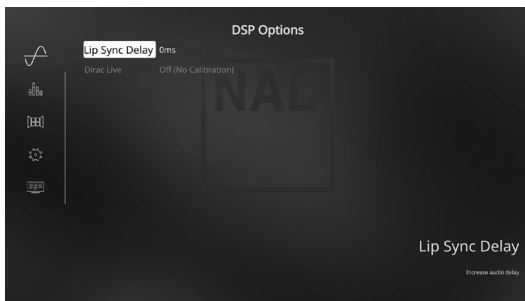 DSP Options
Lip Sync Delay 0ms
Dirac Live Off (No Calibration)
NAD
Lip Sync Delay
Increase audio delay